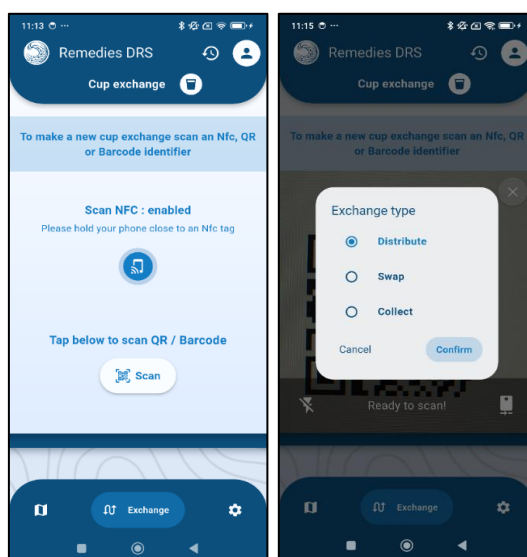 11:13
Remedies DRS
Cup exchange
To make a new cup exchange scan an Nfc, QR
or Barcode identifier
Scan NFC : enabled
Please hold your phone close to an Nfc tag
Tap below to scan QR / Barcode
Scan
Exchange
11:15
Remedies DRS
Cup exchange
To make a new cup exchange scan an Nfc, QR
or Barcode identifier
Exchange type
Distribute
Swap
Collect
Cancel Confirm
Ready to scan!
Exchange